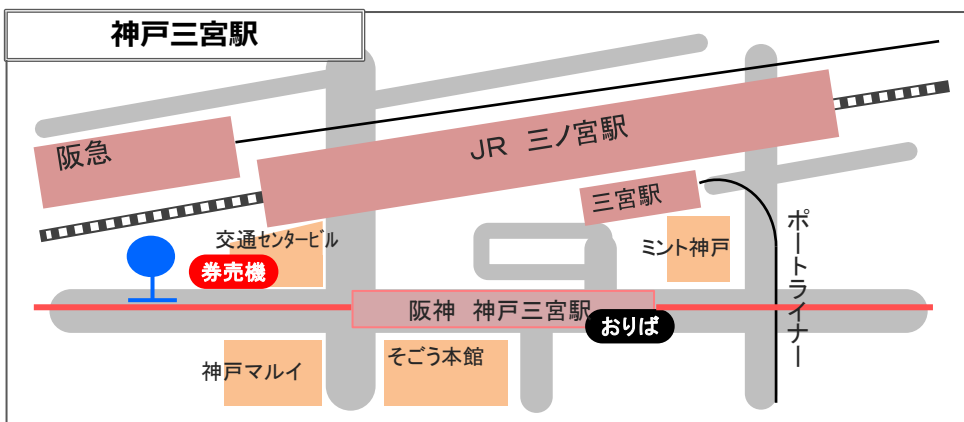 神戸三宮駅
阪急
JR 三ノ宮駅
三宮駅
交通センタービル
ミント神戸
ポートライナー
券売機
阪神 神戸三宮駅
おりば
神戸マルイ
そごう本館